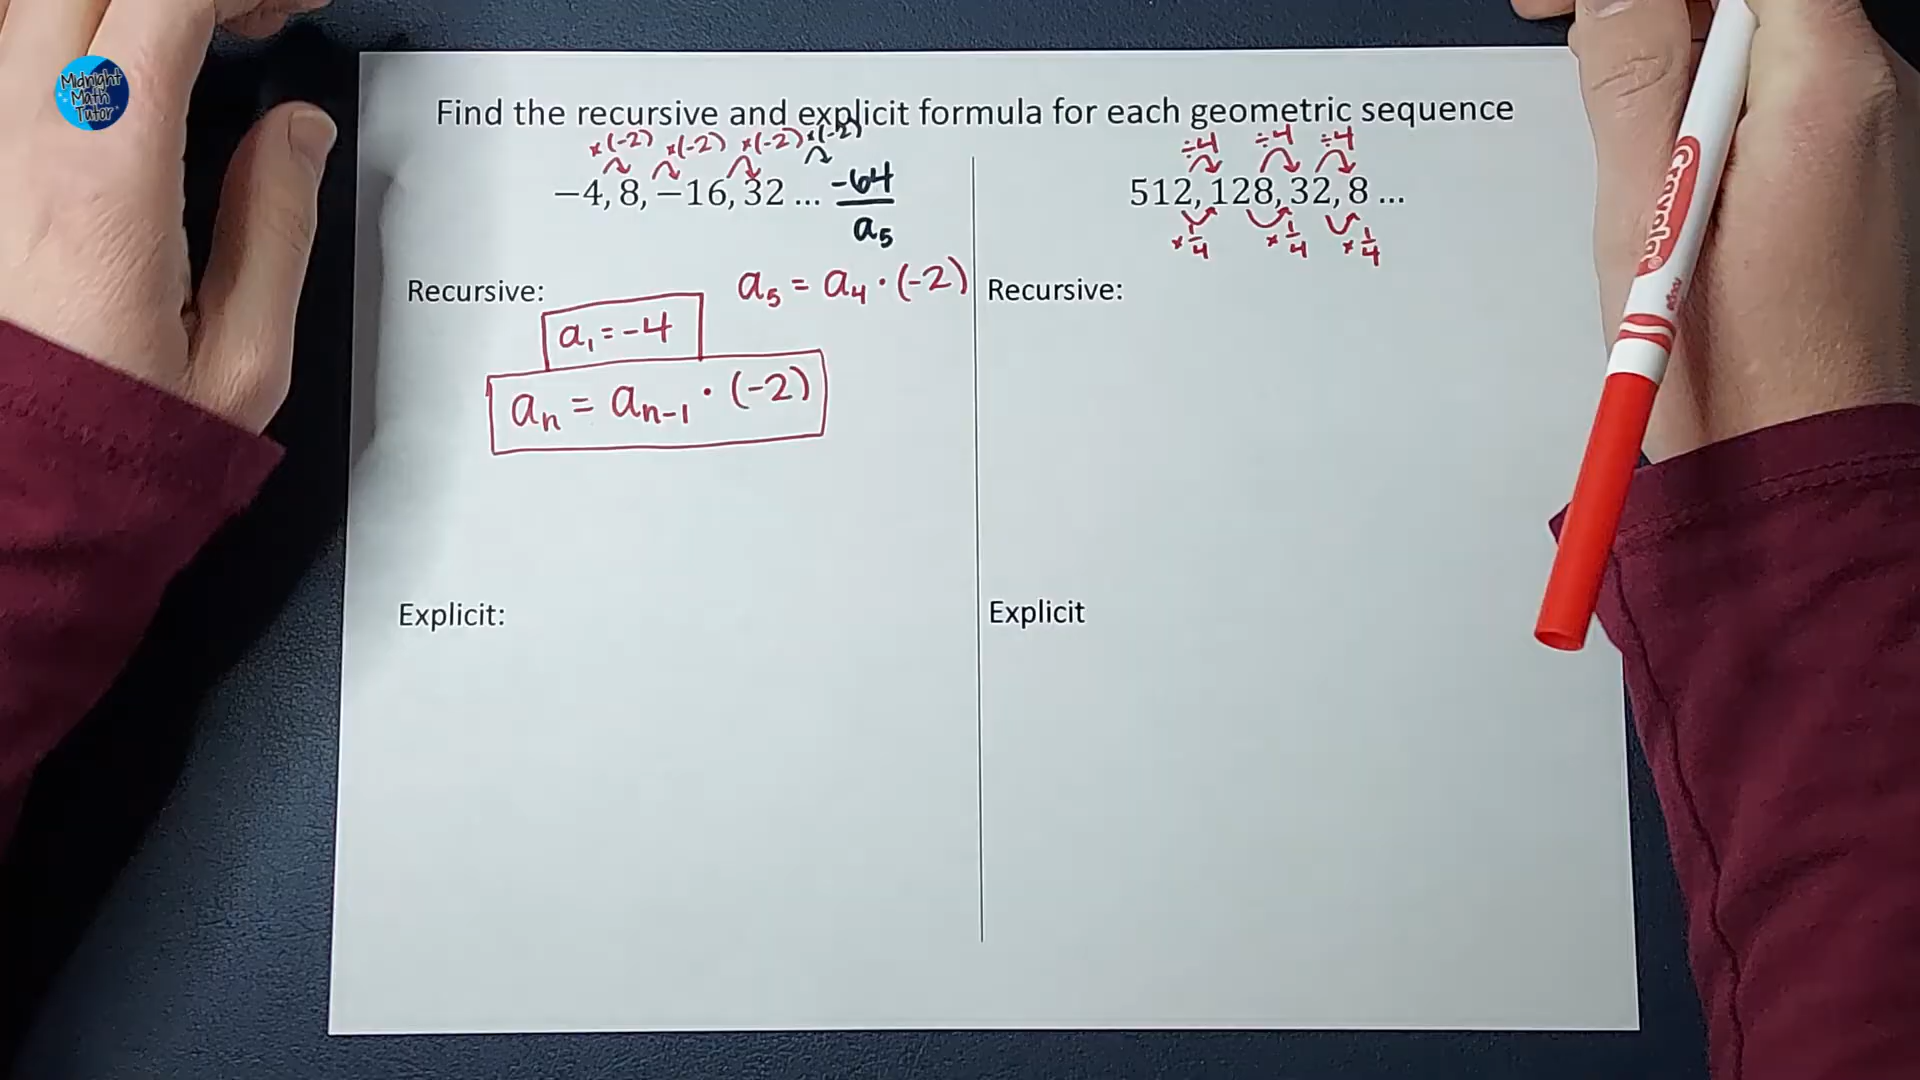 Midnight
Math
Tutor
Find the recursive and explicit formula for each geometric sequence
×(-2) ×(-2) ×(-2) ×(-2)
−4, 8, −16, 32 ... -64
a₅
Recursive:
a₅ = a₄ · (-2)
a₁ = -4
aₙ = aₙ₋₁ · (-2)
Explicit:
÷4 ÷4 ÷4
512, 128, 32, 8 ...
×1/4 ×1/4 ×1/4
Recursive:
Explicit
Crayola